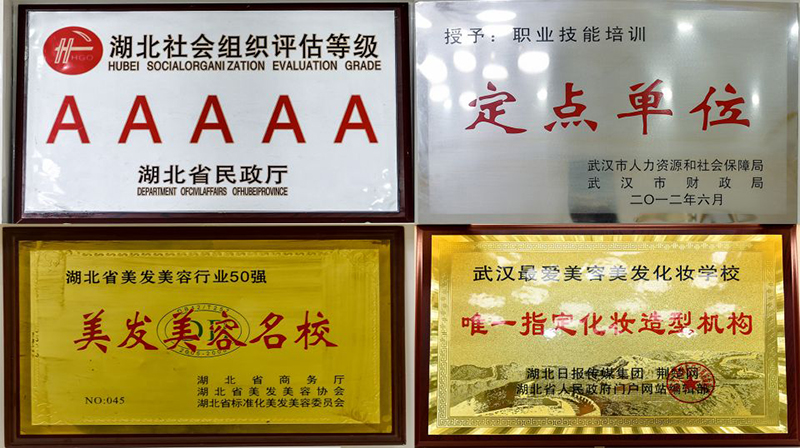 HGO
湖北社会组织评估等级
HUBEI SOCIALORGANIZATION EVALUATION GRADE
AAAAA
湖北省民政厅
DEPARTMENT OFCIVILAFFAIRS OFHUBEIPROVINCE
授予：职业技能培训
定点单位
武汉市人力资源和社会保障局
武汉市财政局
二〇一二年六月
湖北省美发美容行业50强
美发美容名校
湖北省商务厅
湖北省美发美容协会
NO:045
湖北省标准化美发美容委员会
武汉最爱美容美发化妆学校
唯一指定化妆造型机构
湖北日报传媒集团 荆楚网
湖北省人民政府门户网站编辑部